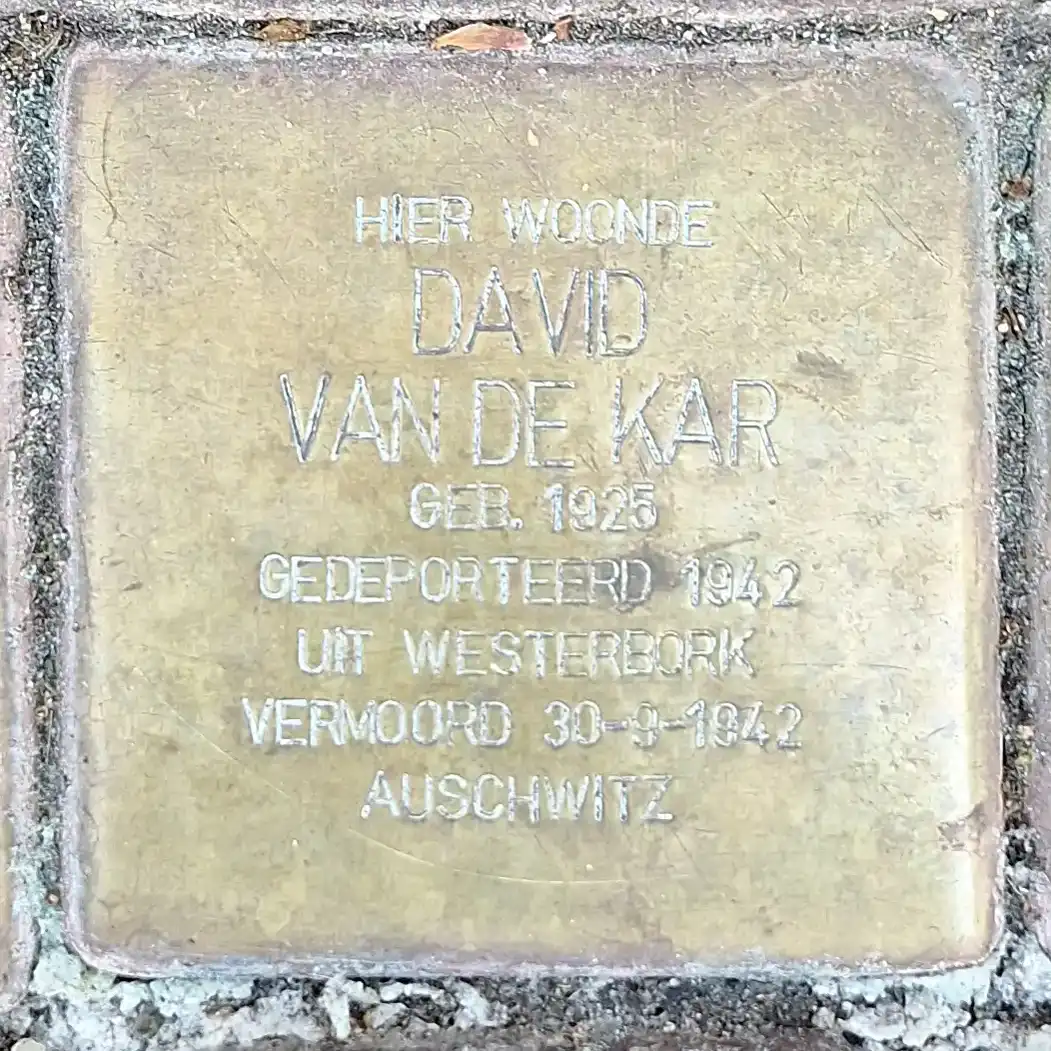 HIER WOONDE
DAVID
VAN DE KAR
GEB. 1925
GEDEPORTEERD 1942
UIT WESTERBORK
VERMOORD 30-9-1942
AUSCHWITZ